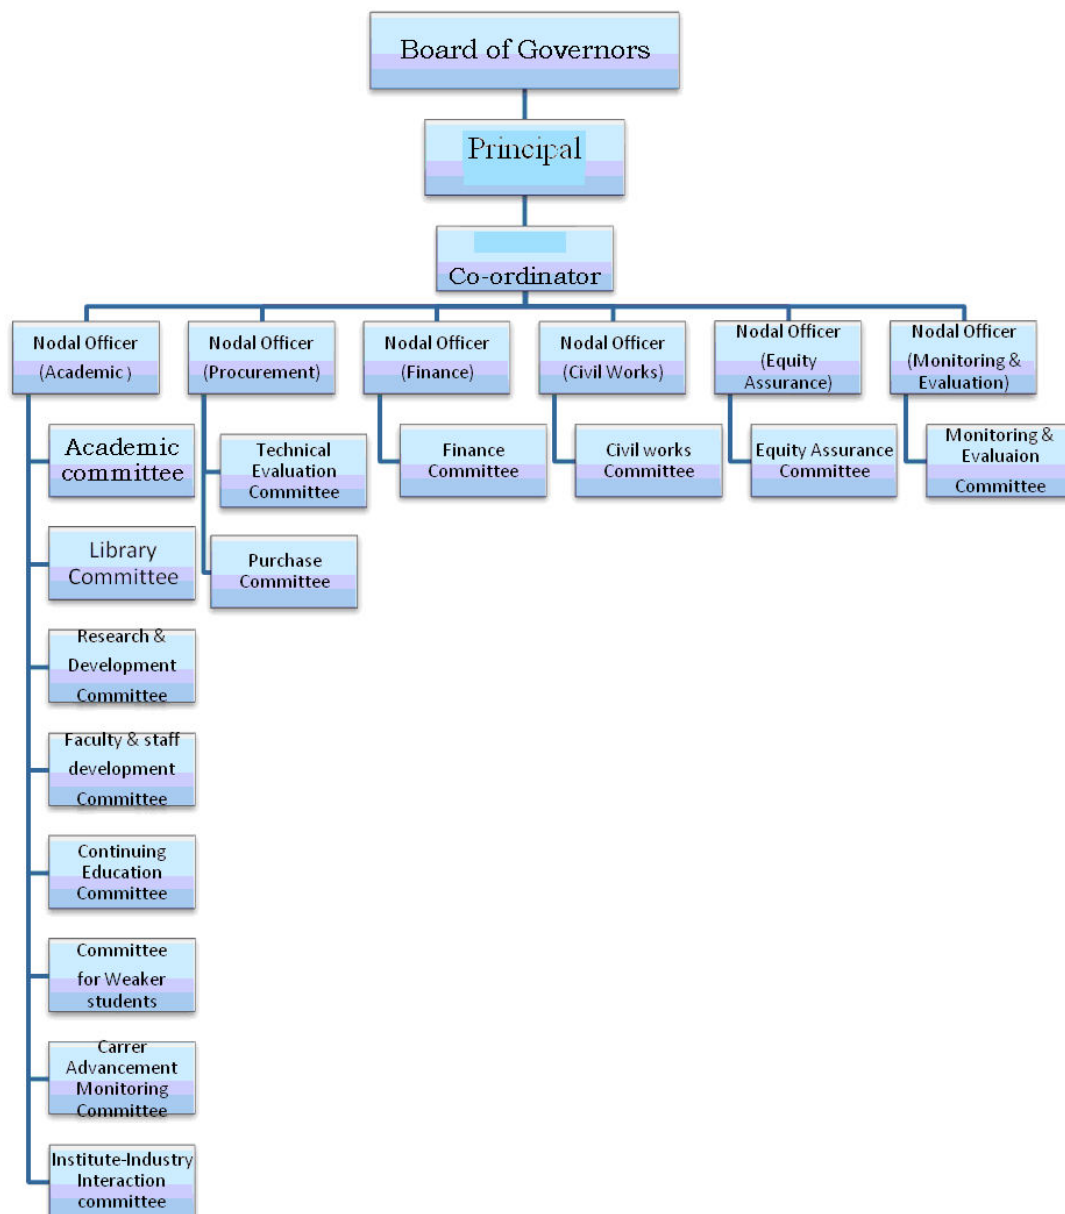 Board of Governors
Principal
Co-ordinator
Nodal Officer
(Academic )
Nodal Officer
(Procurement)
Nodal Officer
(Finance)
Nodal Officer
(Civil Works)
Nodal Officer
(Equity
Assurance)
Nodal Officer
(Monitoring &
Evaluation)
Academic
committee
Library
Committee
Research &
Development
Committee
Faculty & staff
development
Committee
Continuing
Education
Committee
Committee
for Weaker
students
Carrer
Advancement
Monitoring
Committee
Institute-Industry
Interaction
committee
Technical
Evaluation
Committee
Purchase
Committee
Finance
Committee
Civil works
Committee
Equity Assurance
Committee
Monitoring &
Evaluaion
Committee